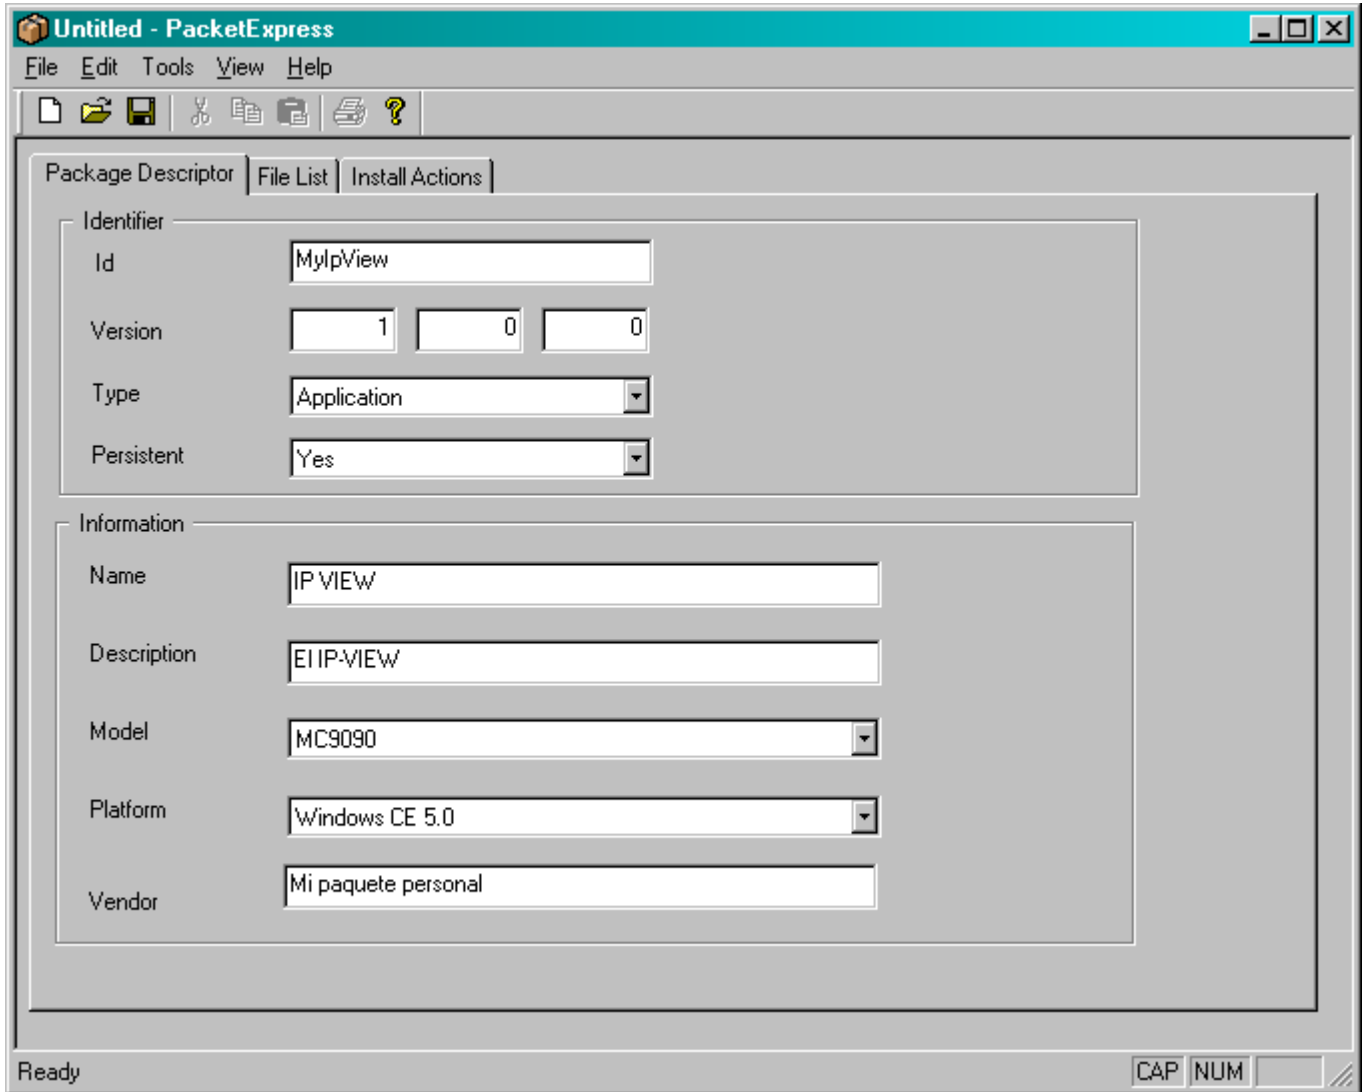 Untitled - PacketExpress
File Edit Tools View Help
Package Descriptor File List Install Actions
Identifier
Id MyIpView
Version 1 0 0
Type Application
Persistent Yes
Information
Name IP VIEW
Description El IP-VIEW
Model MC9090
Platform Windows CE 5.0
Vendor Mi paquete personal
Ready CAP NUM